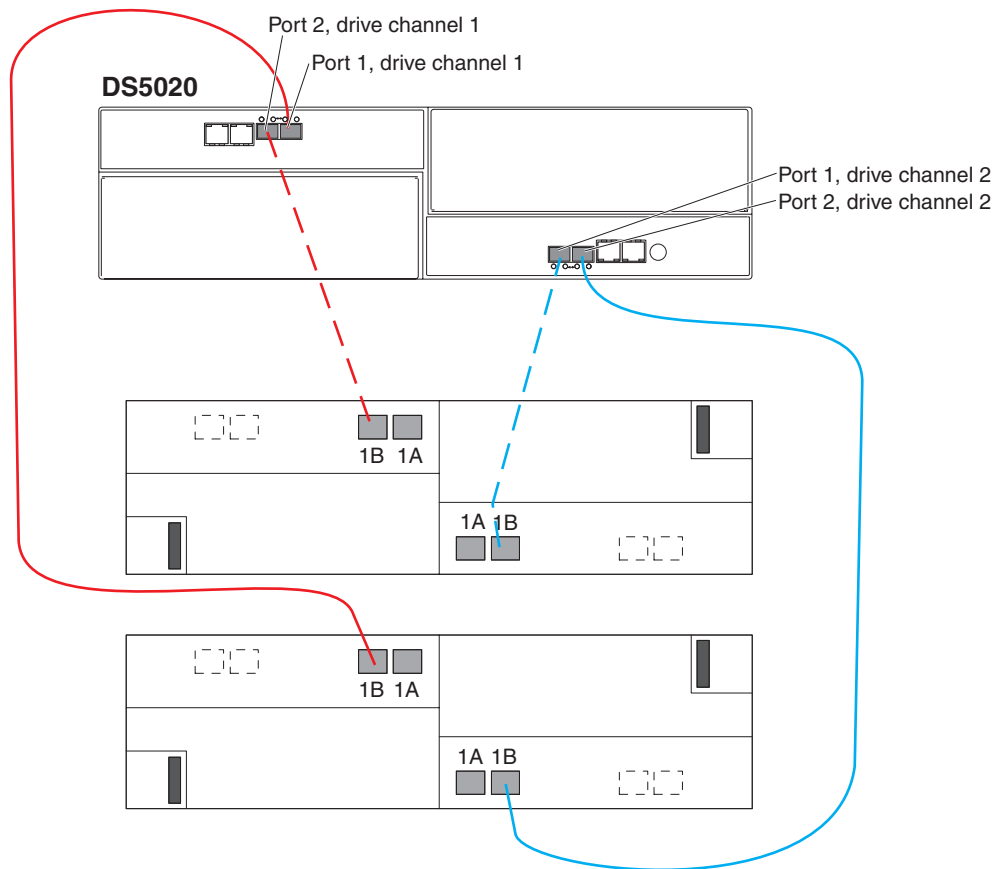 Port 2, drive channel 1
Port 1, drive channel 1
DS5020
Port 1, drive channel 2
Port 2, drive channel 2
1B 1A
1A 1B
1B 1A
1A 1B